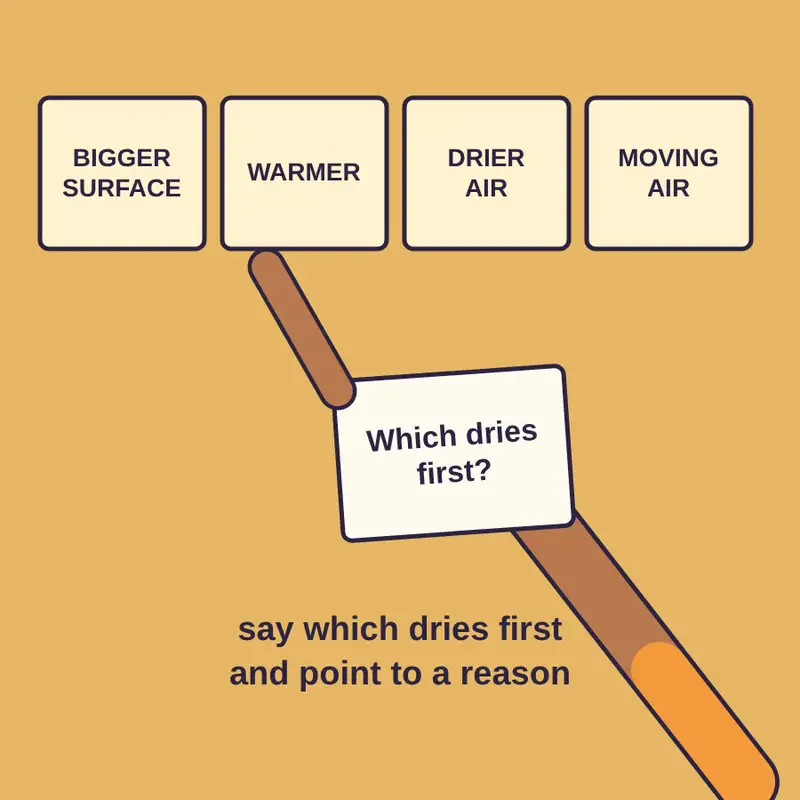 BIGGER
SURFACE
WARMER
DRIER
AIR
MOVING
AIR
Which dries
first?
say which dries first
and point to a reason